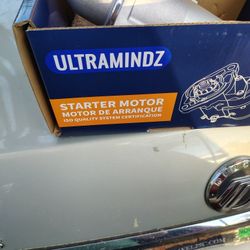 ULTRAMINDZ
STARTER MOTOR
MOTOR DE ARRANQUE
ISO QUALITY SYSTEM CERTIFICATION